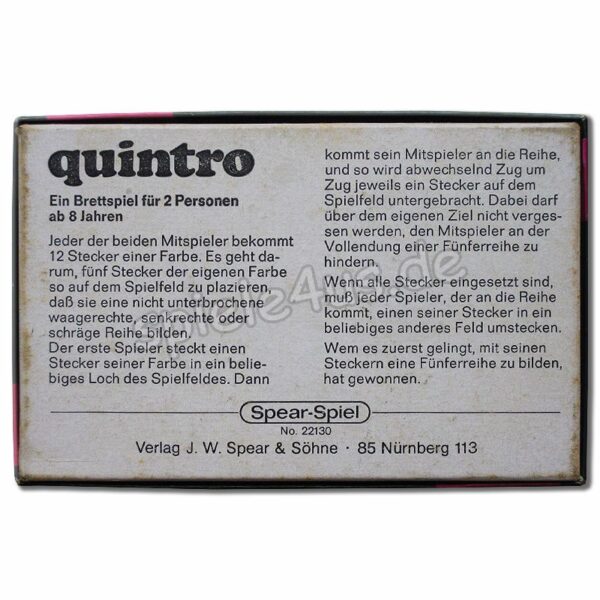 quintro
Ein Brettspiel für 2 Personen
ab 8 Jahren
Jeder der beiden Mitspieler bekommt
12 Stecker einer Farbe. Es geht da-
rum, fünf Stecker der eigenen Farbe
so auf dem Spielfeld zu plazieren,
daß sie eine nicht unterbrochene
waagerechte, senkrechte oder
schräge Reihe bilden.
Der erste Spieler steckt einen
Stecker seiner Farbe in ein belie-
biges Loch des Spielfeldes. Dann
kommt sein Mitspieler an die Reihe,
und so wird abwechselnd Zug um
Zug jeweils ein Stecker auf dem
Spielfeld untergebracht. Dabei darf
über dem eigenen Ziel nicht verges-
sen werden, den Mitspieler an der
Vollendung einer Fünferreihe zu
hindern.
Wenn alle Stecker eingesetzt sind,
muß jeder Spieler, der an die Reihe
kommt, einen seiner Stecker in ein
beliebiges anderes Feld umstecken.
Wem es zuerst gelingt, mit seinen
Steckern eine Fünferreihe zu bilden,
hat gewonnen.
Spear-Spiel
No. 22130
Verlag J. W. Spear & Söhne · 85 Nürnberg 113
spiele4us.de